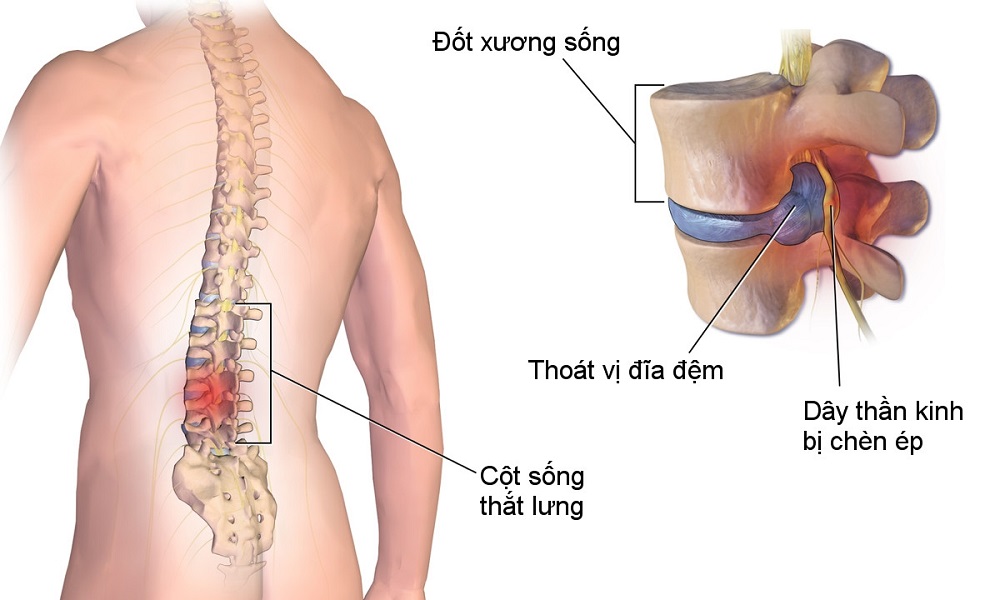 Đốt xương sống
Thoát vị đĩa đệm
Dây thần kinh
bị chèn ép
Cột sống
thắt lưng